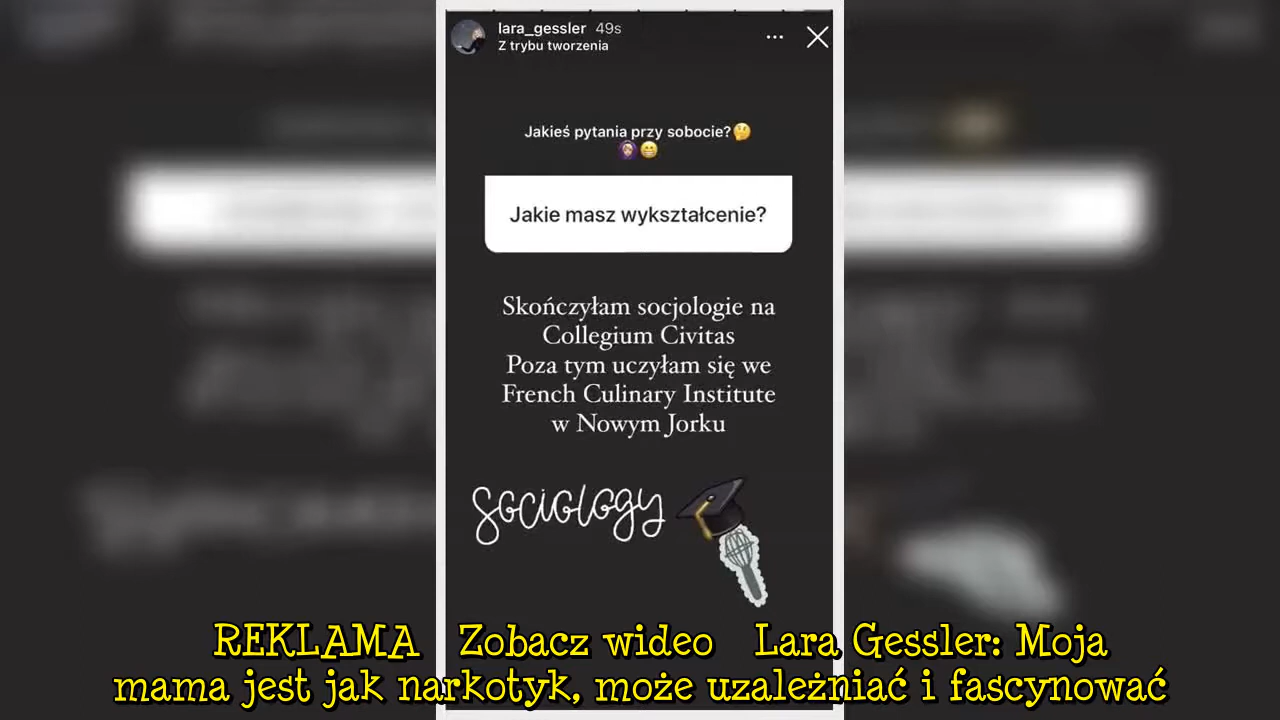 lara_gessler 49s
Z trybu tworzenia
Jakieś pytania przy sobocie?🤔
🙆🏼‍♀️😁
Jakie masz wykształcenie?
Skończyłam socjologie na
Collegium Civitas
Poza tym uczyłam się we
French Culinary Institute
w Nowym Jorku
Sociology
REKLAMA Zobacz wideo Lara Gessler: Moja
mama jest jak narkotyk, może uzależniać i fascynować